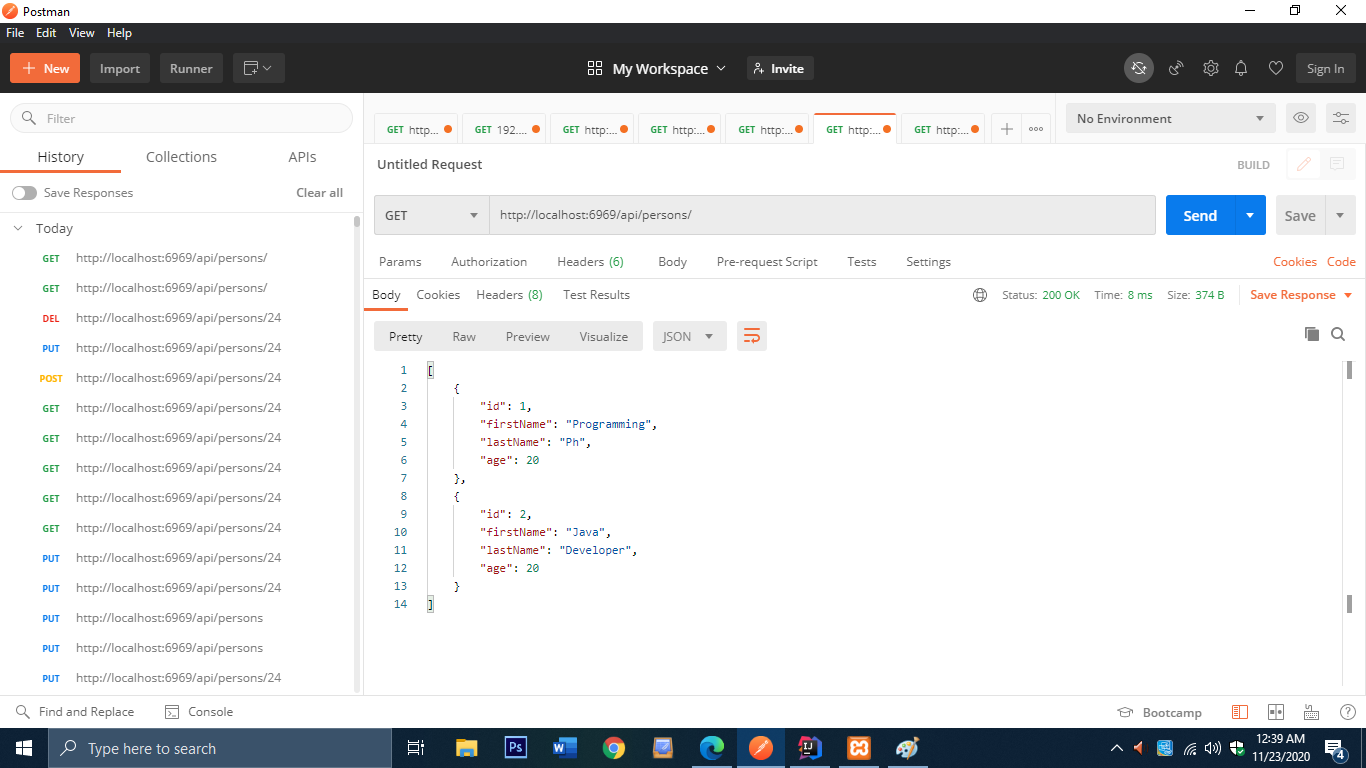 Postman
File Edit View Help
New Import Runner My Workspace Invite Sign In
Filter
History Collections APIs
Save Responses Clear all
Today
GET http://localhost:6969/api/persons/
GET http://localhost:6969/api/persons/
DEL http://localhost:6969/api/persons/24
PUT http://localhost:6969/api/persons/24
POST http://localhost:6969/api/persons/24
GET http://localhost:6969/api/persons/24
GET http://localhost:6969/api/persons/24
GET http://localhost:6969/api/persons/24
GET http://localhost:6969/api/persons/24
GET http://localhost:6969/api/persons/24
PUT http://localhost:6969/api/persons/24
PUT http://localhost:6969/api/persons/24
PUT http://localhost:6969/api/persons
PUT http://localhost:6969/api/persons
PUT http://localhost:6969/api/persons/24
GET http... GET 192.... GET http:... GET http:... GET http:... GET http:... GET http:... No Environment
Untitled Request BUILD
GET http://localhost:6969/api/persons/ Send Save
Params Authorization Headers (6) Body Pre-request Script Tests Settings Cookies Code
Body Cookies Headers (8) Test Results Status: 200 OK Time: 8 ms Size: 374 B Save Response
Pretty Raw Preview Visualize JSON
1 [
2 {
3 "id": 1,
4 "firstName": "Programming",
5 "lastName": "Ph",
6 "age": 20
7 },
8 {
9 "id": 2,
10 "firstName": "Java",
11 "lastName": "Developer",
12 "age": 20
13 }
14 ]
Find and Replace Console Bootcamp
Type here to search
Ps
W
IJ
12:39 AM
11/23/2020
4